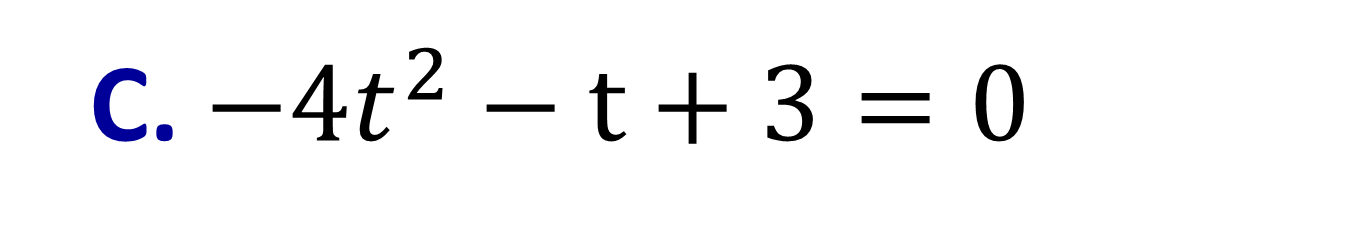 C. −4t² − t + 3 = 0